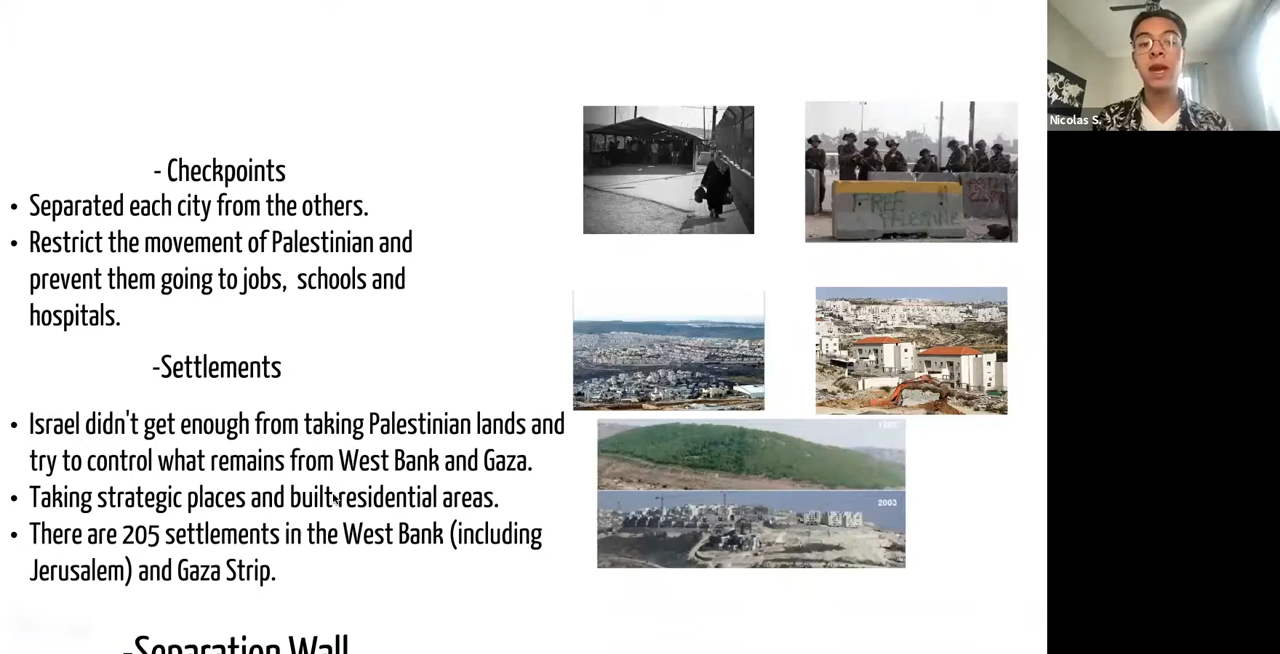 - Checkpoints
• Separated each city from the others.
• Restrict the movement of Palestinian and
prevent them going to jobs, schools and
hospitals.
-Settlements
• Israel didn't get enough from taking Palestinian lands and
try to control what remains from West Bank and Gaza.
• Taking strategic places and built residential areas.
• There are 205 settlements in the West Bank (including
Jerusalem) and Gaza Strip.
-Separation Wall
FREE
Palestine
2003
Nicolas S.